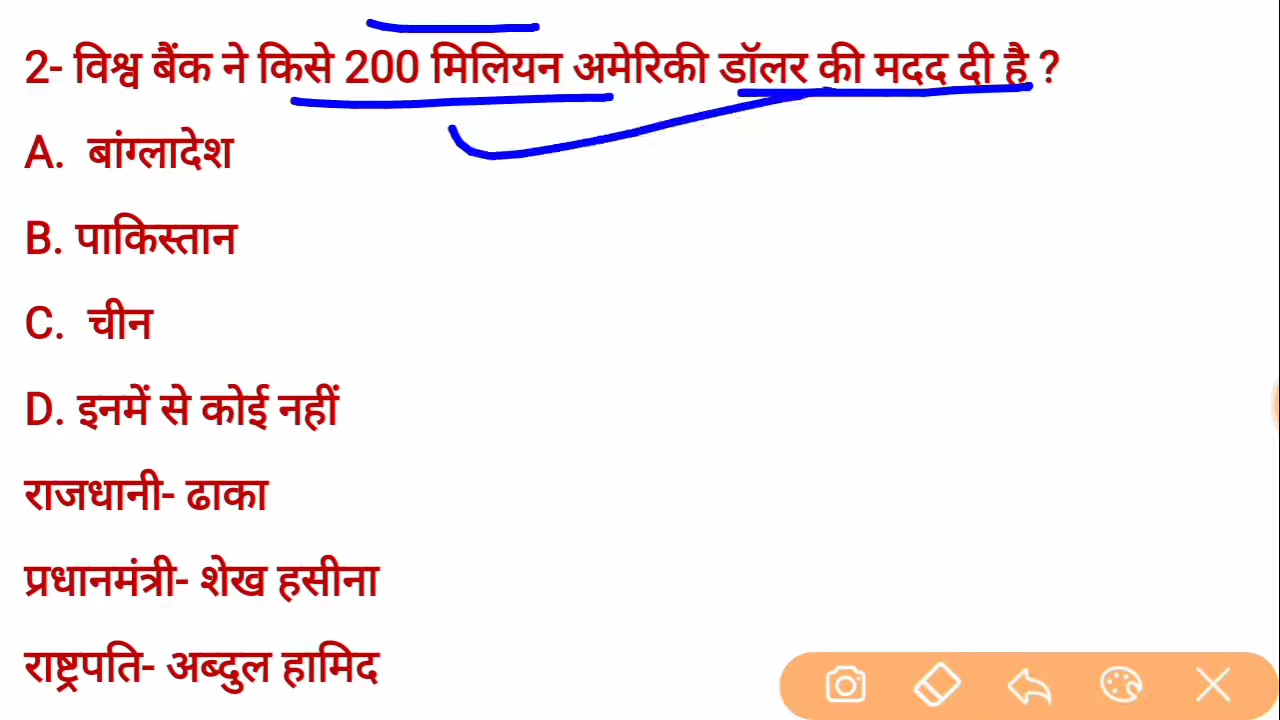 2- विश्व बैंक ने किसे 200 मिलियन अमेरिकी डॉलर की मदद दी है ?
A. बांग्लादेश
B. पाकिस्तान
C. चीन
D. इनमें से कोई नहीं
राजधानी- ढाका
प्रधानमंत्री- शेख हसीना
राष्ट्रपति- अब्दुल हामिद